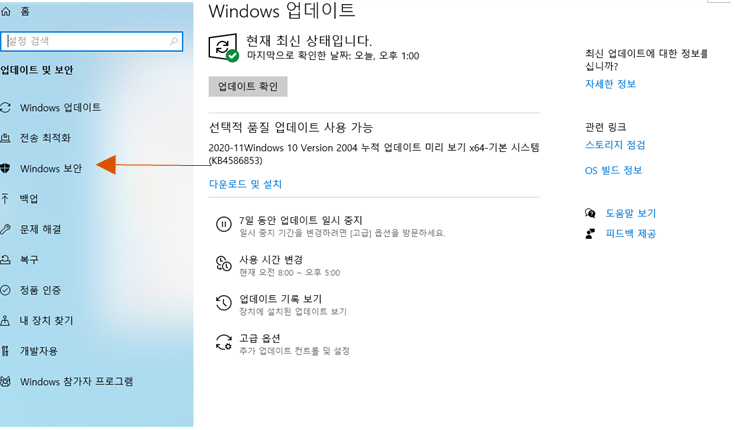 홈
설정 검색
업데이트 및 보안
Windows 업데이트
전송 최적화
Windows 보안
백업
문제 해결
복구
정품 인증
내 장치 찾기
개발자용
Windows 참가자 프로그램
Windows 업데이트
현재 최신 상태입니다.
마지막으로 확인한 날짜: 오늘, 오후 1:00
업데이트 확인
선택적 품질 업데이트 사용 가능
2020-11Windows 10 Version 2004 누적 업데이트 미리 보기 x64-기본 시스템
(KB4586853)
다운로드 및 설치
7일 동안 업데이트 일시 중지
일시 중지 기간을 변경하려면 [고급] 옵션을 방문하세요.
사용 시간 변경
현재 오전 8:00 ~ 오후 5:00
업데이트 기록 보기
장치에 설치된 업데이트 보기
고급 옵션
추가 업데이트 컨트롤 및 설정
최신 업데이트에 대한 정보를
십니까?
자세한 정보
관련 링크
스토리지 점검
OS 빌드 정보
도움말 보기
피드백 제공